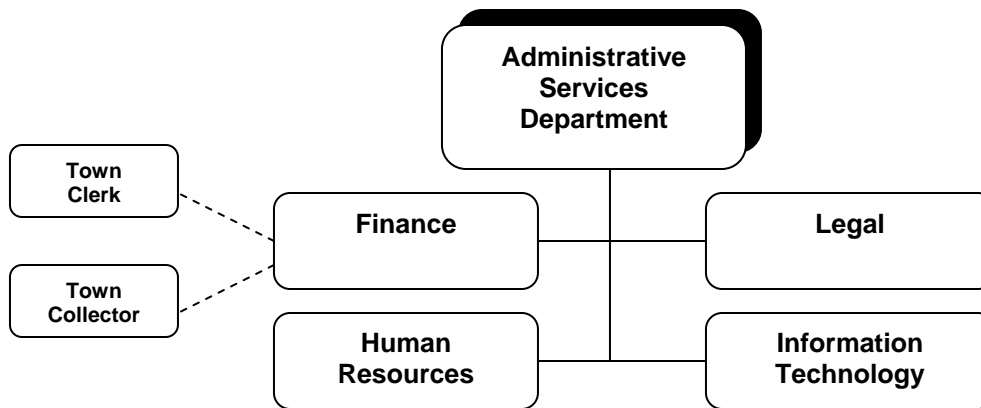 Administrative
Services
Department
Town
Clerk
Finance
Legal
Town
Collector
Human
Resources
Information
Technology